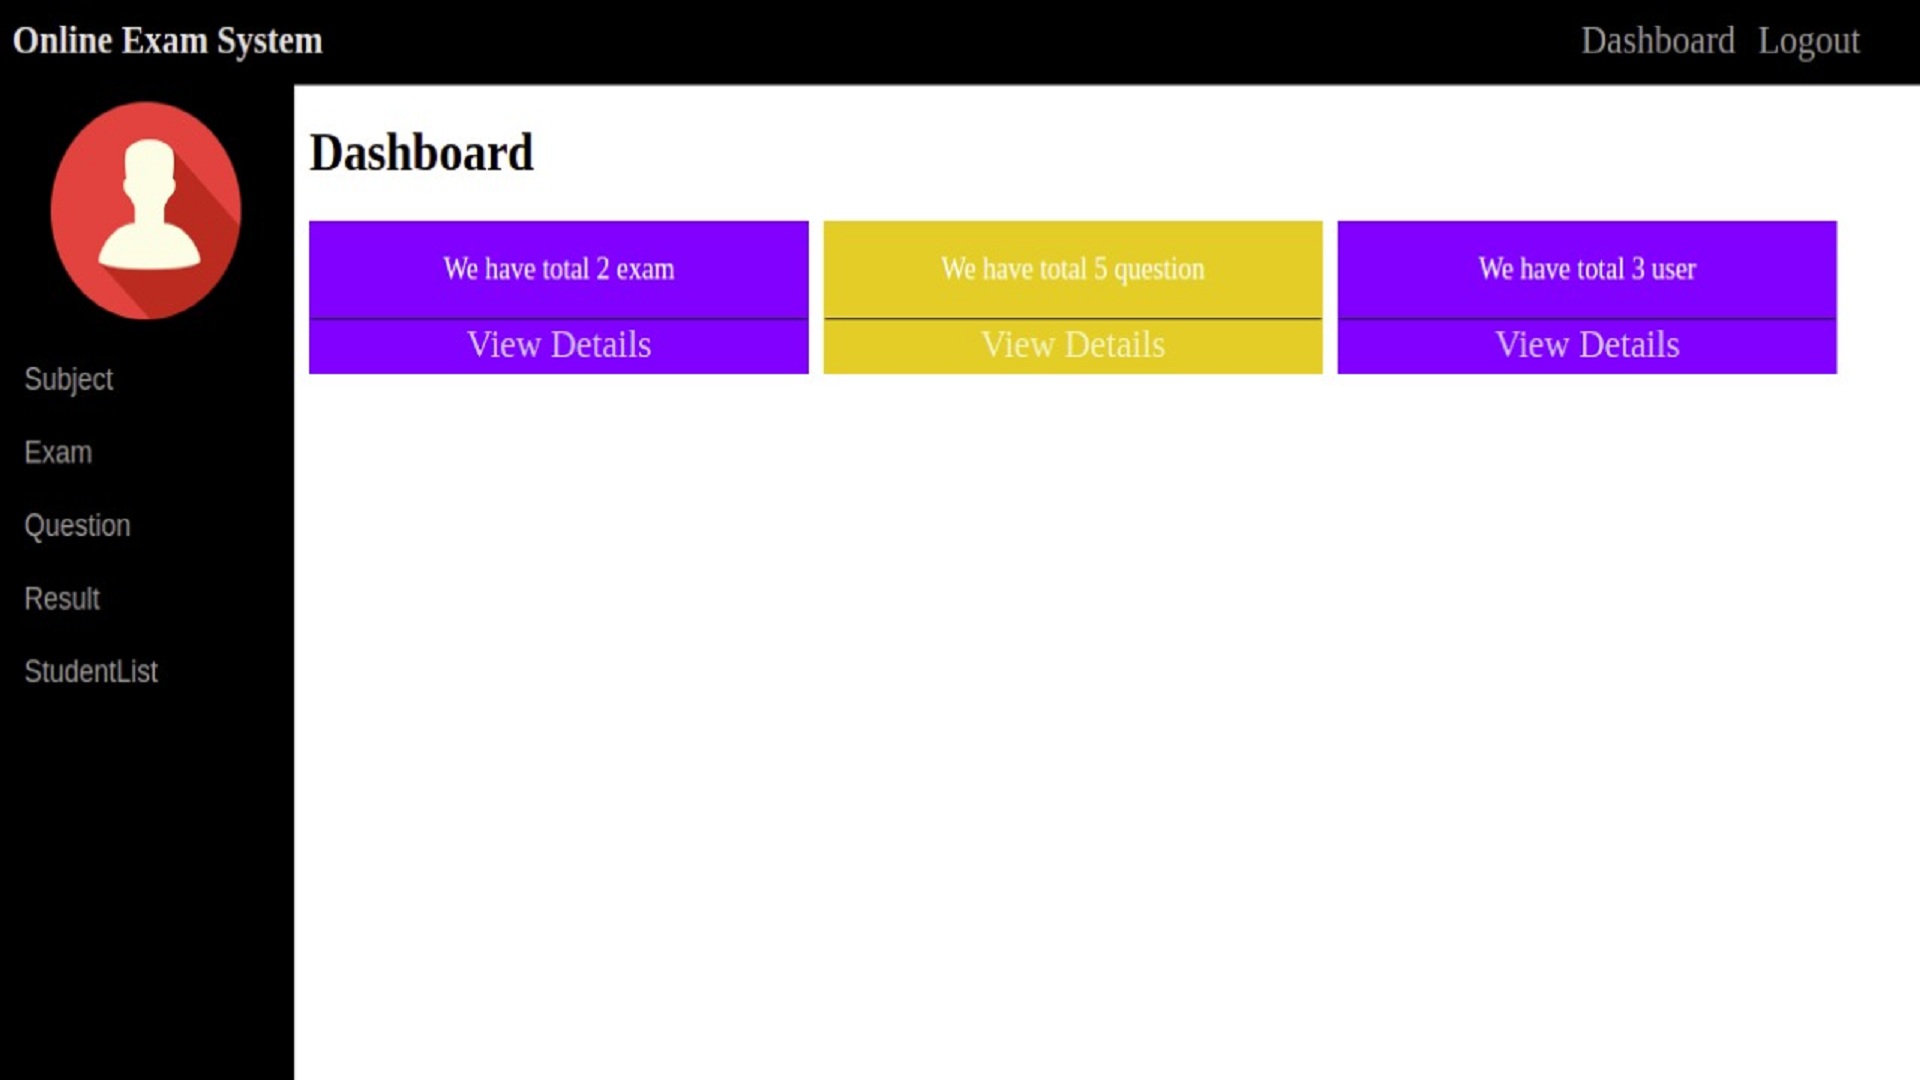 Online Exam System
Dashboard Logout
Dashboard
We have total 2 exam
View Details
We have total 5 question
View Details
We have total 3 user
View Details
Subject
Exam
Question
Result
StudentList